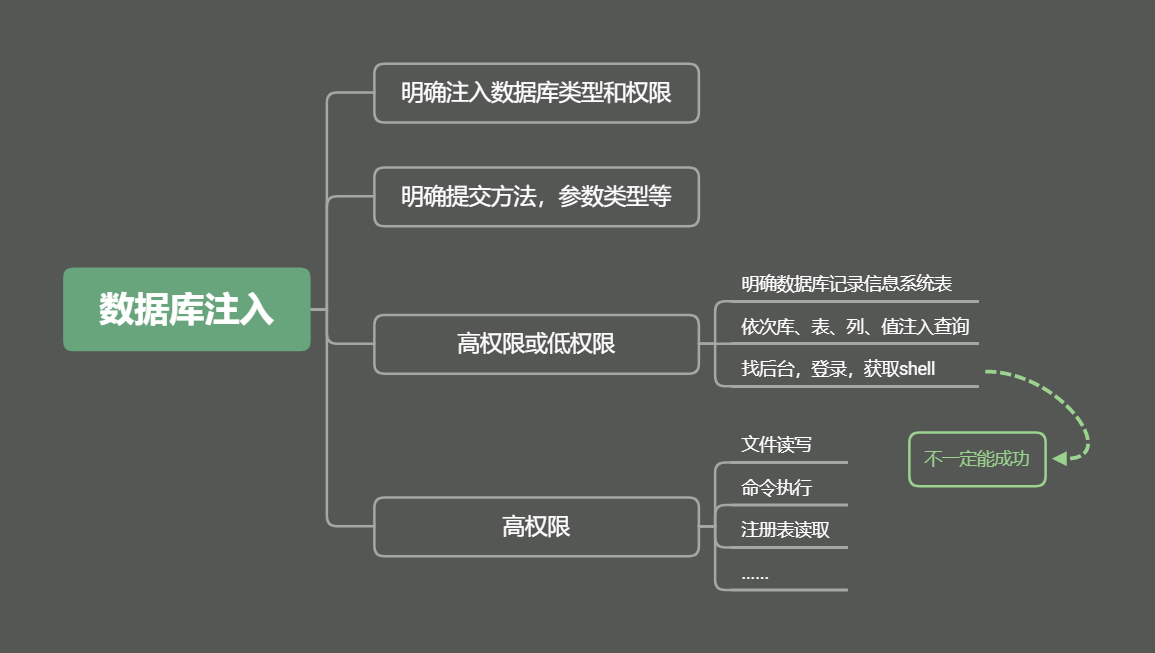 数据库注入
明确注入数据库类型和权限
明确提交方法，参数类型等
高权限或低权限
明确数据库记录信息系统表
依次库、表、列、值注入查询
找后台，登录，获取shell
不一定能成功
高权限
文件读写
命令执行
注册表读取
......